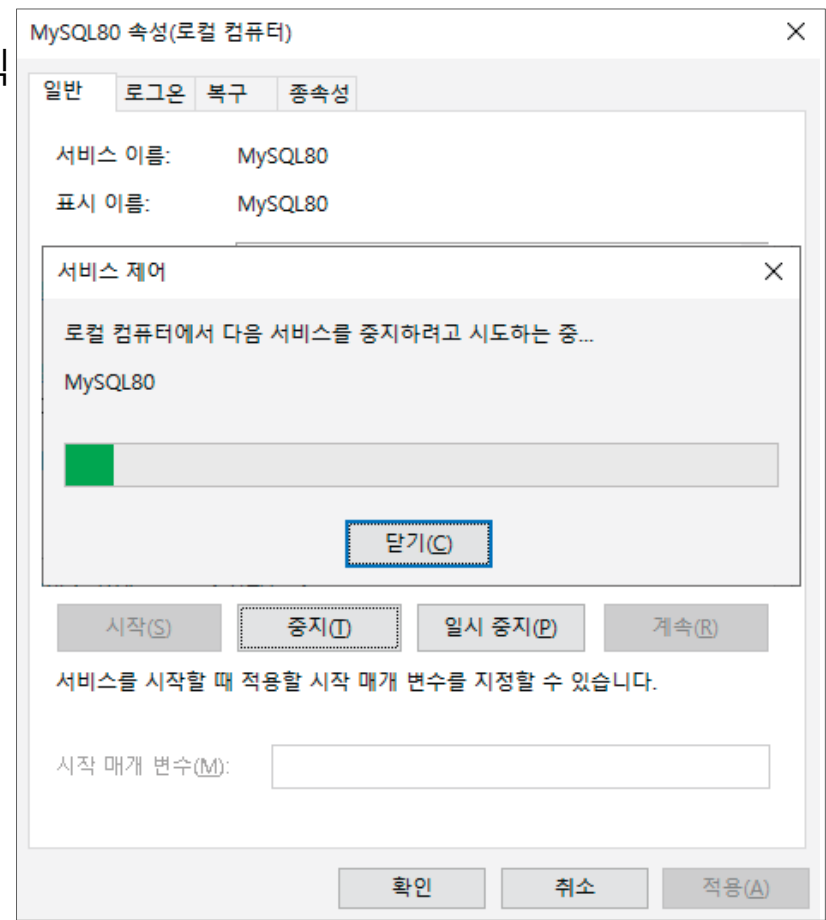 MySQL80 속성(로컬 컴퓨터)
일반 로그온 복구 종속성
서비스 이름: MySQL80
표시 이름: MySQL80
서비스 제어
로컬 컴퓨터에서 다음 서비스를 중지하려고 시도하는 중...
MySQL80
닫기(C)
시작(S) 중지(T) 일시 중지(P) 계속(R)
서비스를 시작할 때 적용할 시작 매개 변수를 지정할 수 있습니다.
시작 매개 변수(M):
확인 취소 적용(A)